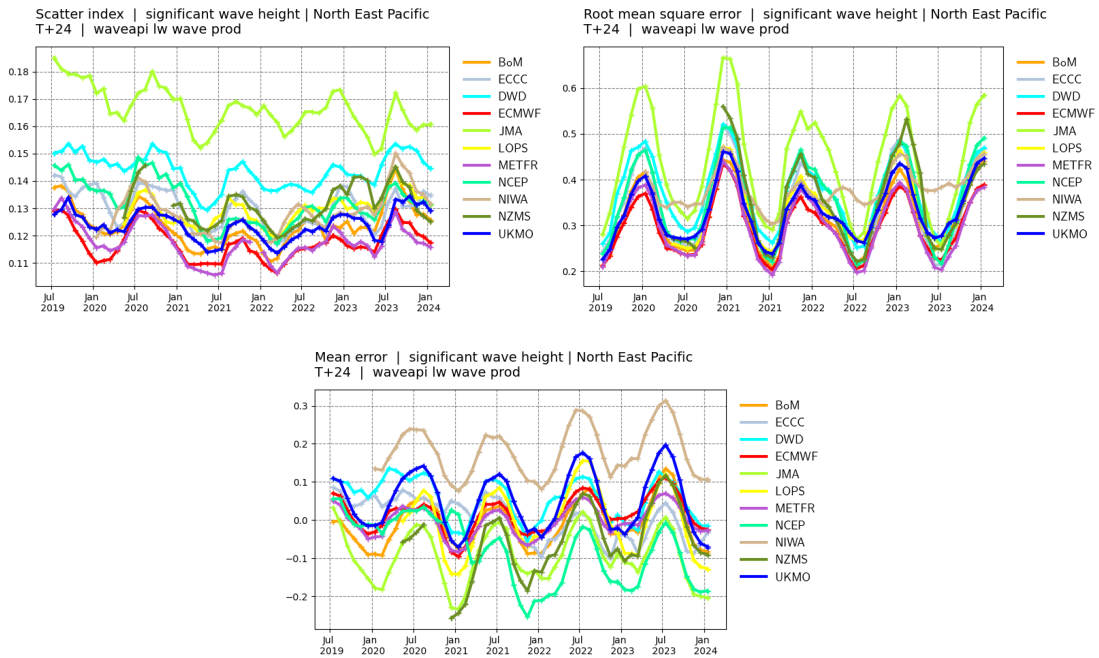 Scatter index | significant wave height | North East Pacific
T+24 | waveapi lw wave prod
0.18
0.17
0.16
0.15
0.14
0.13
0.12
0.11
Jul 2019
Jan 2020
Jul 2020
Jan 2021
Jul 2021
Jan 2022
Jul 2022
Jan 2023
Jul 2023
Jan 2024
BoM
ECCC
DWD
ECMWF
JMA
LOPS
METFR
NCEP
NIWA
NZMS
UKMO
Root mean square error | significant wave height | North East Pacific
T+24 | waveapi lw wave prod
0.6
0.5
0.4
0.3
0.2
Jul 2019
Jan 2020
Jul 2020
Jan 2021
Jul 2021
Jan 2022
Jul 2022
Jan 2023
Jul 2023
Jan 2024
BoM
ECCC
DWD
ECMWF
JMA
LOPS
METFR
NCEP
NIWA
NZMS
UKMO
Mean error | significant wave height | North East Pacific
T+24 | waveapi lw wave prod
0.3
0.2
0.1
0.0
−0.1
−0.2
Jul 2019
Jan 2020
Jul 2020
Jan 2021
Jul 2021
Jan 2022
Jul 2022
Jan 2023
Jul 2023
Jan 2024
BoM
ECCC
DWD
ECMWF
JMA
LOPS
METFR
NCEP
NIWA
NZMS
UKMO